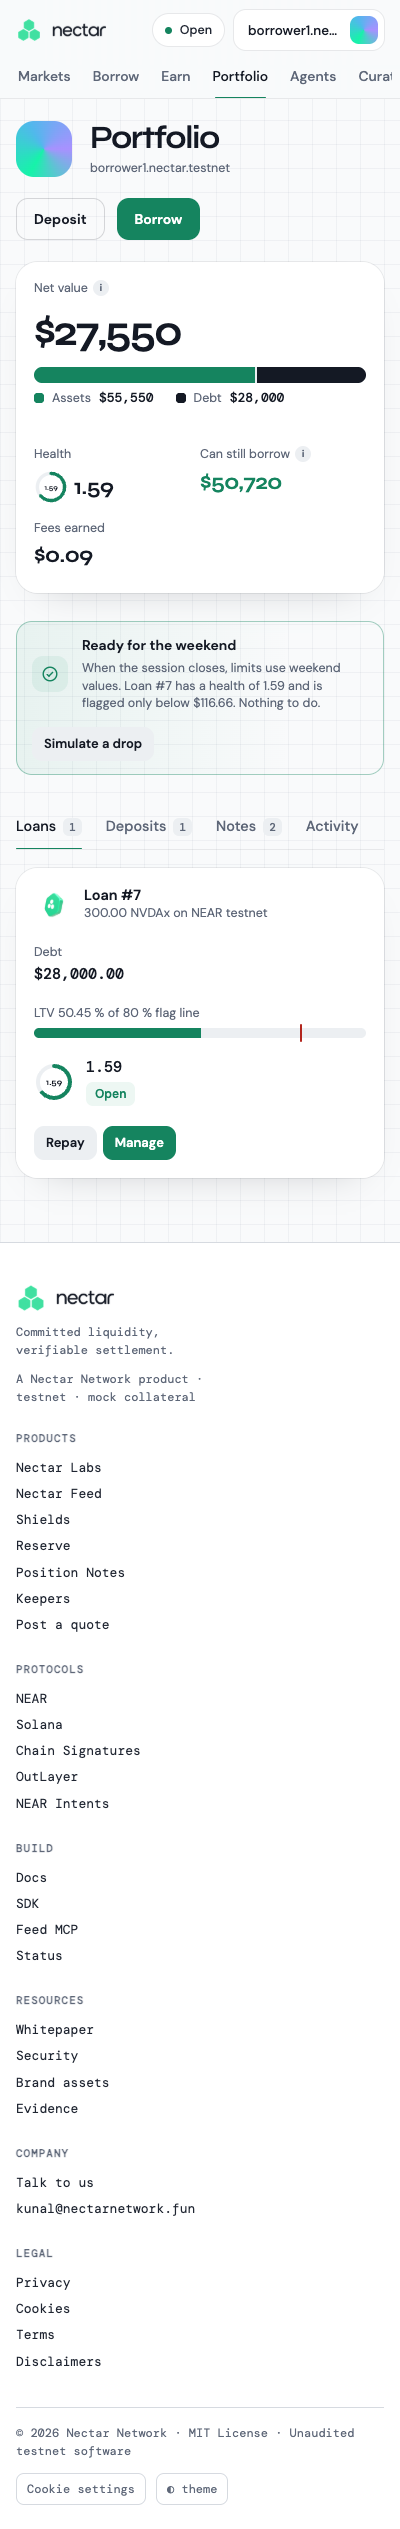 nectar
Open
borrower1.ne...
Markets Borrow Earn Portfolio Agents Curat
Portfolio
borrower1.nectar.testnet
Deposit
Borrow
Net value i
$27,550
Assets $55,550 Debt $28,000
Health
1.59 1.59
Can still borrow i
$50,720
Fees earned
$0.09
Ready for the weekend
When the session closes, limits use weekend
values. Loan #7 has a health of 1.59 and is
flagged only below $116.66. Nothing to do.
Simulate a drop
Loans 1 Deposits 1 Notes 2 Activity
Loan #7
300.00 NVDAx on NEAR testnet
Debt
$28,000.00
LTV 50.45 % of 80 % flag line
1.59 1.59
Open
Repay
Manage
nectar
Committed liquidity,
verifiable settlement.
A Nectar Network product ·
testnet · mock collateral
PRODUCTS
Nectar Labs
Nectar Feed
Shields
Reserve
Position Notes
Keepers
Post a quote
PROTOCOLS
NEAR
Solana
Chain Signatures
OutLayer
NEAR Intents
BUILD
Docs
SDK
Feed MCP
Status
RESOURCES
Whitepaper
Security
Brand assets
Evidence
COMPANY
Talk to us
kunal@nectarnetwork.fun
LEGAL
Privacy
Cookies
Terms
Disclaimers
© 2026 Nectar Network · MIT License · Unaudited
testnet software
Cookie settings
◐ theme